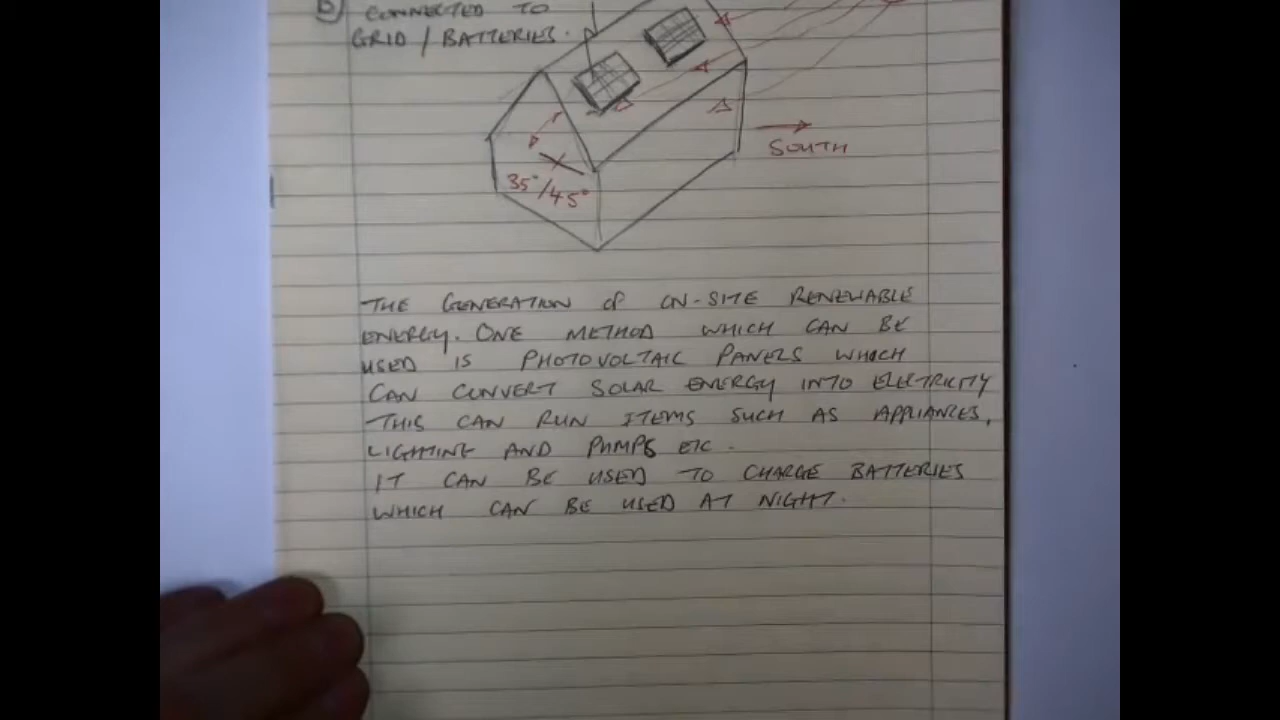 b) CONNECTED TO
GRID / BATTERIES.
SOUTH
35°/45°
THE GENERATION OF ON-SITE RENEWABLE
ENERGY. ONE METHOD WHICH CAN BE
USED IS PHOTOVOLTAIC PANELS WHICH
CAN CONVERT SOLAR ENERGY INTO ELECTRICITY
THIS CAN RUN ITEMS SUCH AS APPLIANCES,
LIGHTING AND PUMPS ETC.
IT CAN BE USED TO CHARGE BATTERIES
WHICH CAN BE USED AT NIGHT.